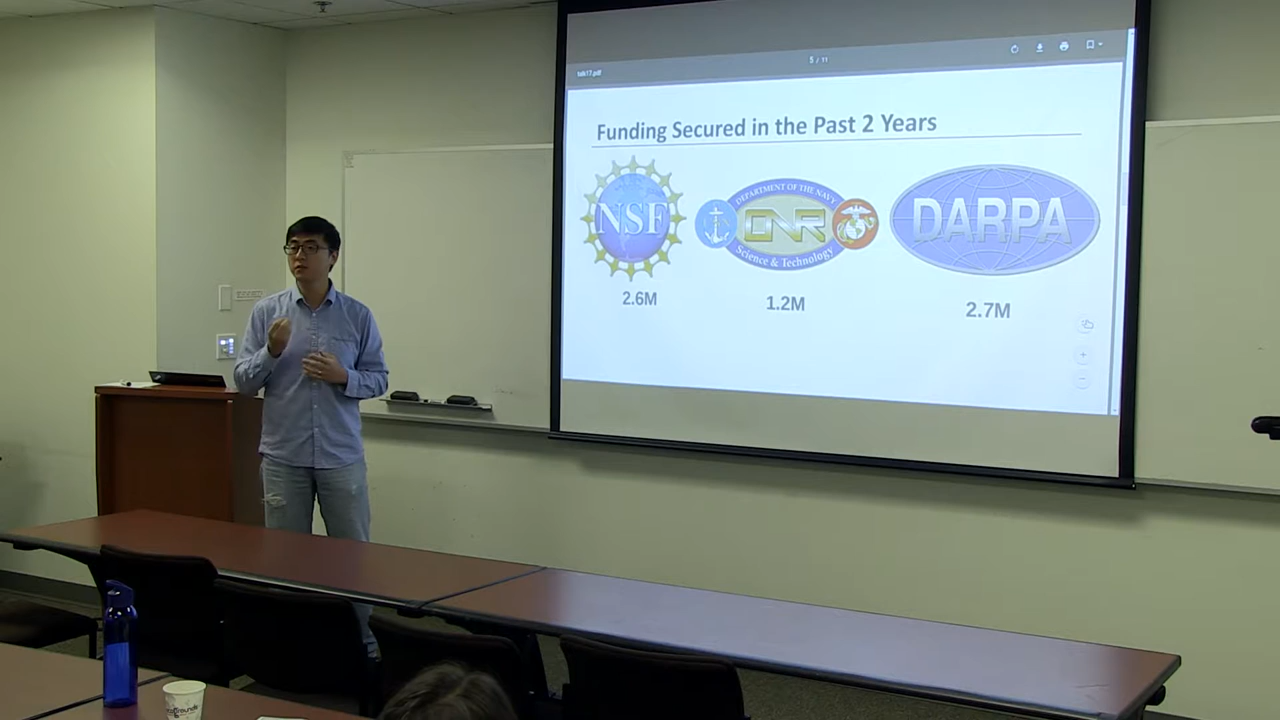 talk17.pdf
5 / 11
Funding Secured in the Past 2 Years
NSF
DEPARTMENT OF THE NAVY
ONR
Science & Technology
DARPA
2.6M
1.2M
2.7M